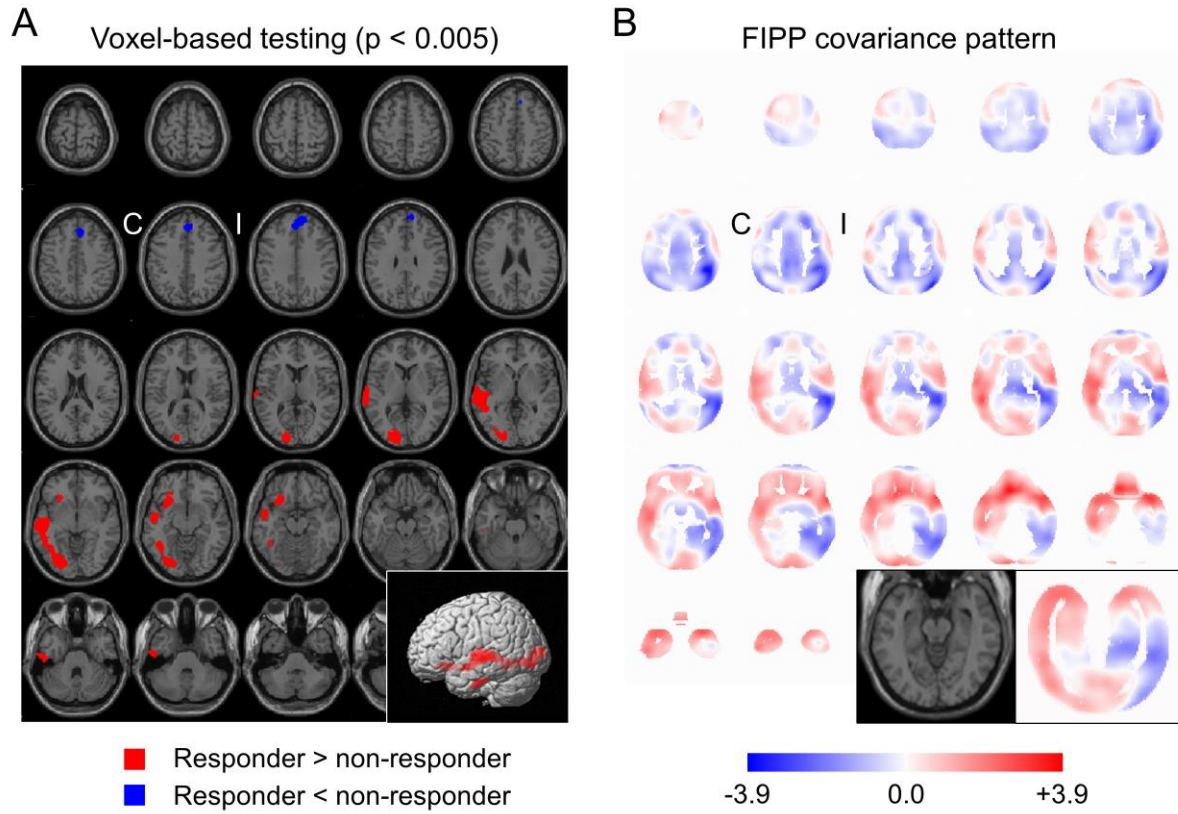 A
Voxel-based testing (p < 0.005)
C I
Responder > non-responder
Responder < non-responder
B
FIPP covariance pattern
C I
-3.9 0.0 +3.9